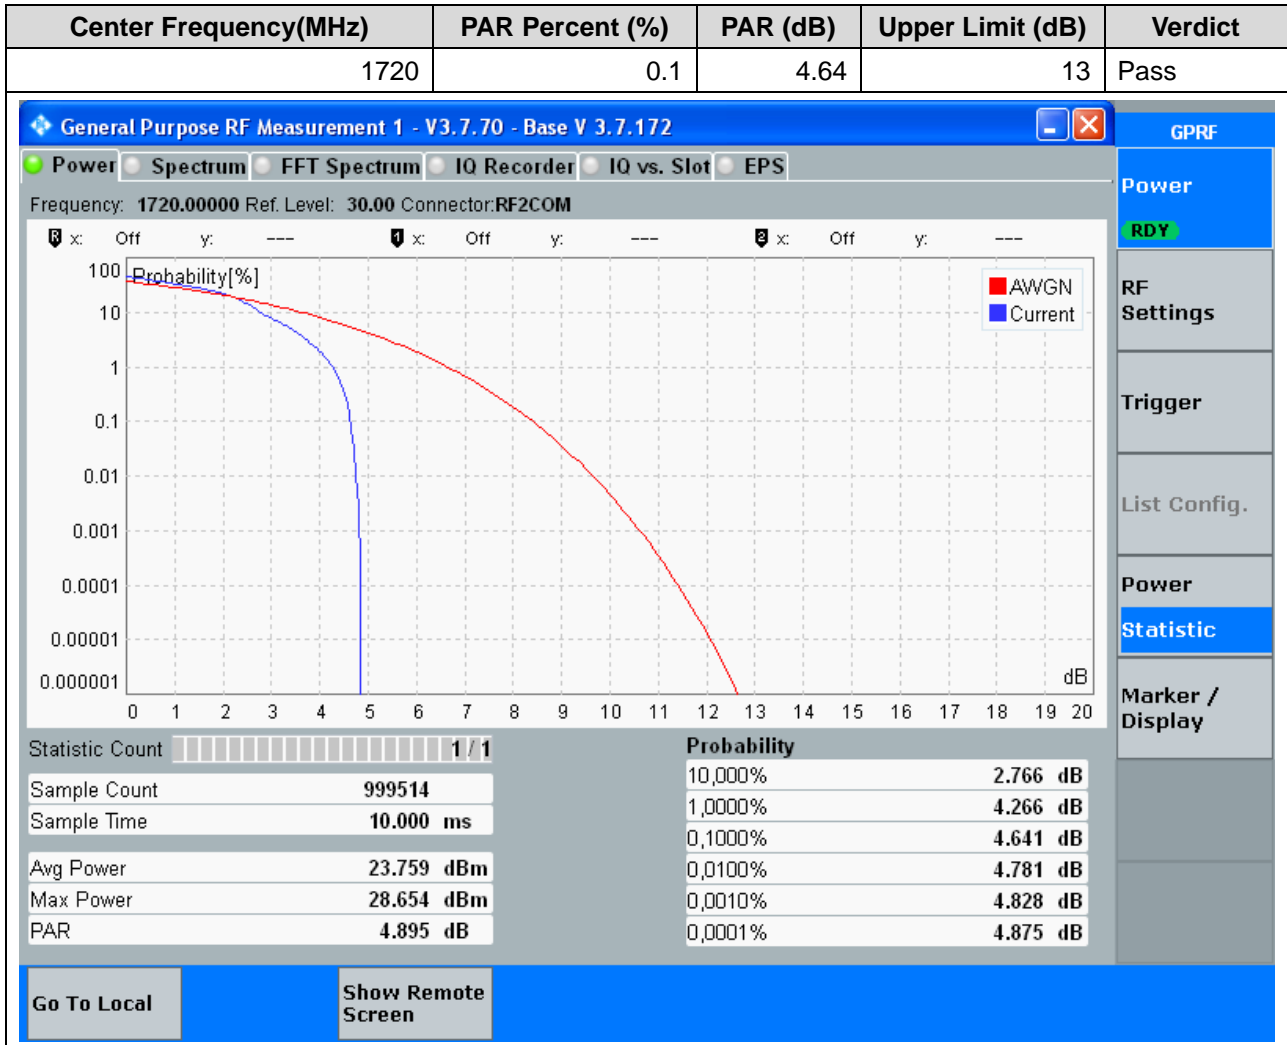 Center Frequency(MHz) PAR Percent (%) PAR (dB) Upper Limit (dB) Verdict
1720 0.1 4.64 13 Pass
General Purpose RF Measurement 1 - V3.7.70 - Base V 3.7.172
GPRF
Power Spectrum FFT Spectrum IQ Recorder IQ vs. Slot EPS
Frequency: 1720.00000 Ref. Level: 30.00 Connector:RF2COM
R x: Off y: --- 1 x: Off y: --- 2 x: Off y: ---
Probability[%]
AWGN
Current
100
10
1
0.1
0.01
0.001
0.0001
0.00001
0.000001
dB
0 1 2 3 4 5 6 7 8 9 10 11 12 13 14 15 16 17 18 19 20
Statistic Count 1 / 1
Sample Count 999514
Sample Time 10.000 ms
Avg Power 23.759 dBm
Max Power 28.654 dBm
PAR 4.895 dB
Probability
10,000% 2.766 dB
1,0000% 4.266 dB
0,1000% 4.641 dB
0,0100% 4.781 dB
0,0010% 4.828 dB
0,0001% 4.875 dB
Power
RDY
RF
Settings
Trigger
List Config.
Power
Statistic
Marker /
Display
Go To Local
Show Remote
Screen